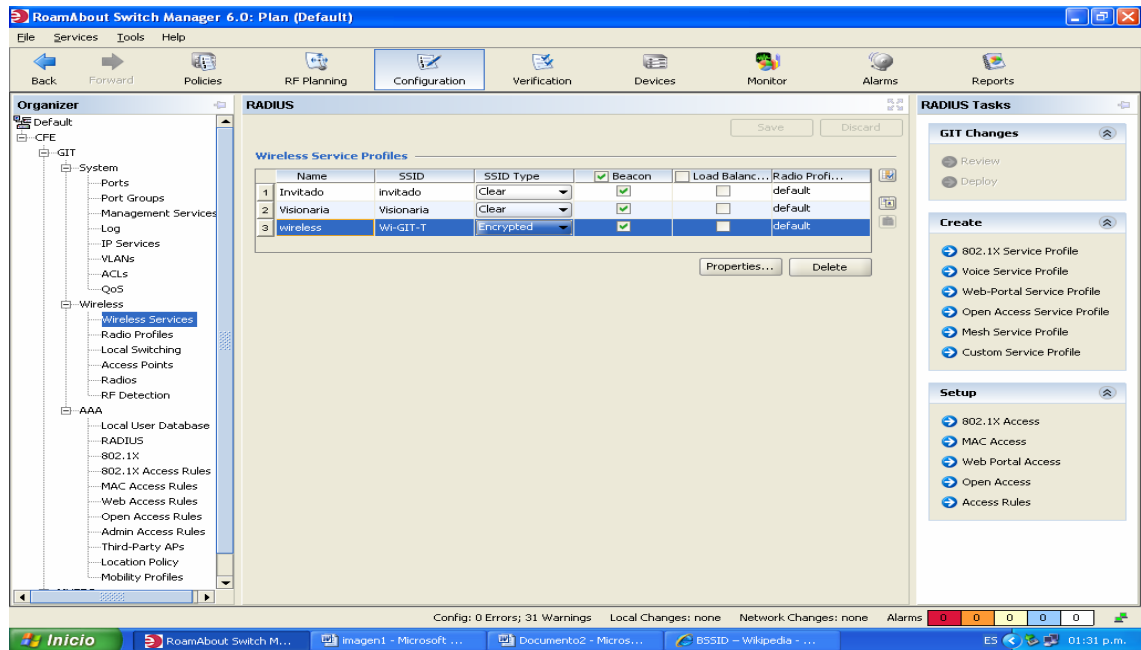 RoamAbout Switch Manager 6.0: Plan (Default)
File Services Tools Help
Back Forward Policies RF Planning Configuration Verification Devices Monitor Alarms Reports
Organizer
Default
CFE
GIT
System
Ports
Port Groups
Management Services
Log
IP Services
VLANs
ACLs
QoS
Wireless
Wireless Services
Radio Profiles
Local Switching
Access Points
Radios
RF Detection
AAA
Local User Database
RADIUS
802.1X
802.1X Access Rules
MAC Access Rules
Web Access Rules
Open Access Rules
Admin Access Rules
Third-Party APs
Location Policy
Mobility Profiles
RADIUS
Save Discard
Wireless Service Profiles
Name SSID SSID Type Beacon Load Balanc... Radio Profi...
1 Invitado invitado Clear default
2 Visionaria Visionaria Clear default
3 wireless Wi-GIT-T Encrypted default
Properties... Delete
RADIUS Tasks
GIT Changes
Review
Deploy
Create
802.1X Service Profile
Voice Service Profile
Web-Portal Service Profile
Open Access Service Profile
Mesh Service Profile
Custom Service Profile
Setup
802.1X Access
MAC Access
Web Portal Access
Open Access
Access Rules
Config: 0 Errors; 31 Warnings Local Changes: none Network Changes: none Alarms 0 0 0 0 0
Inicio RoamAbout Switch M... imagen1 - Microsoft ... Documento2 - Micros... BSSID – Wikipedia - ... ES 01:31 p.m.